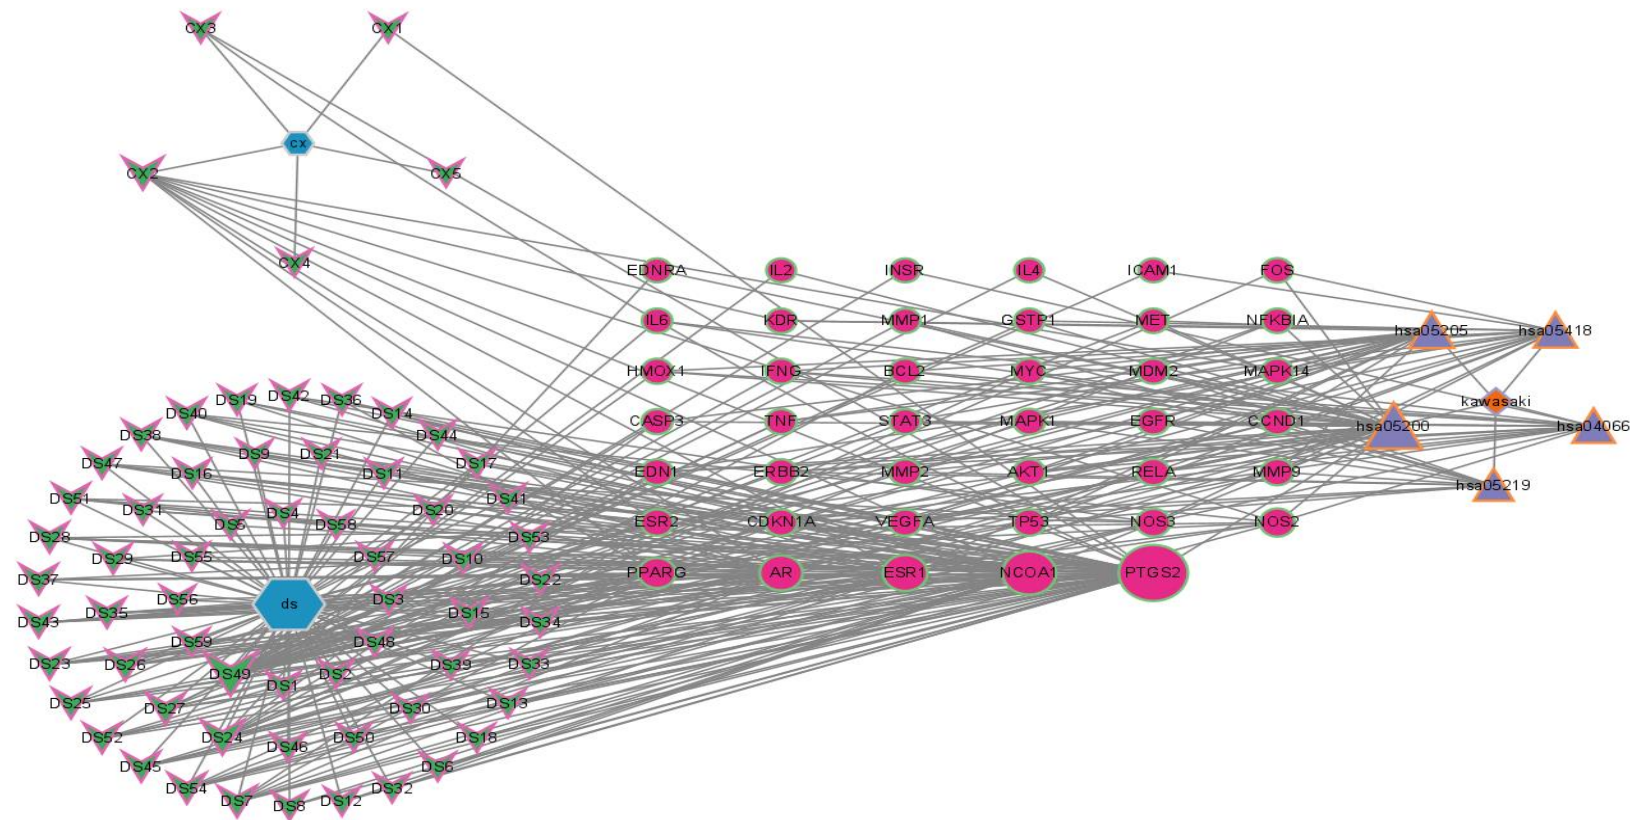 CX3 CX1
cx
CX2 CX5
CX4
EDNRA IL2 INSR IL4 ICAM1 FOS
IL6 KDR MMP1 GSTP1 MET NFKBIA
hsa05205 hsa05418
HMOX1 IFNG BCL2 MYC MDM2 MAPK14
kawasaki
CASP3 TNF STAT3 MAPK1 EGFR CCND1
hsa05200 hsa04066
EDN1 ERBB2 MMP2 AKT1 RELA MMP9
hsa05219
ESR2 CDKN1A VEGFA TP53 NOS3 NOS2
PPARG AR ESR1 NCOA1 PTGS2
DS19 DS42 DS36
DS40 DS14
DS38 DS44
DS9 DS21
DS47 DS16 DS11 DS17
DS51 DS41
DS31 DS5 DS4 DS58 DS20
DS28 DS53
DS29 DS55 DS57 DS10
DS37 DS22
DS56 ds DS3
DS43 DS35 DS15 DS34
DS59 DS48
DS23 DS26 DS39 DS33
DS49 DS1 DS2
DS25 DS27 DS30 DS13
DS52 DS24 DS46 DS50 DS18
DS45 DS6
DS54 DS32
DS7 DS8 DS12